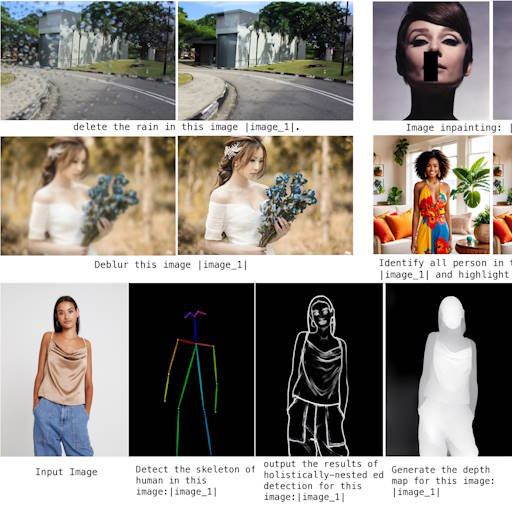 delete the rain in this image |image_1|.
Image inpainting: |
Deblur this image |image_1|
Identify all person in t
|image_1| and highlight
Input Image
Detect the skeleton of
human in this
image:|image_1|
output the results of
holistically-nested ed
detection for this
image:|image_1|
Generate the depth
map for this image:
|image_1|